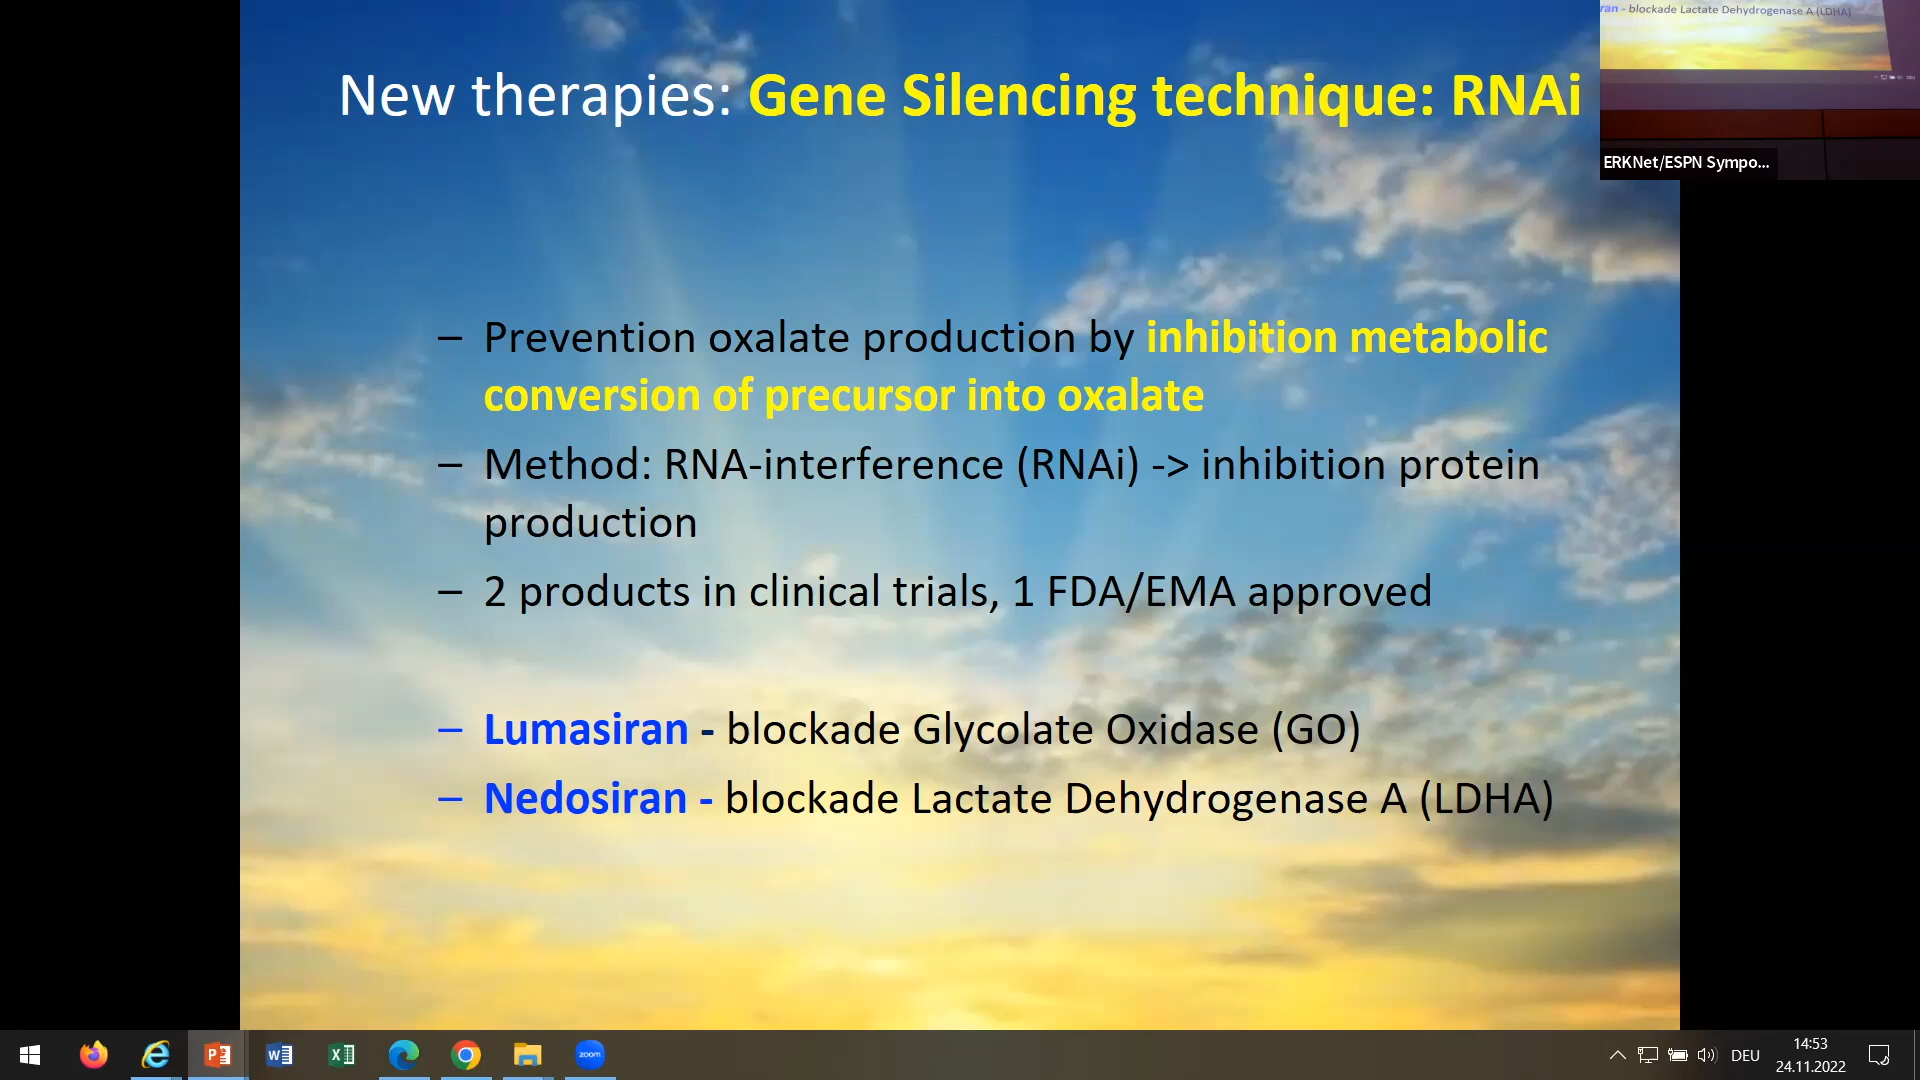 New therapies: Gene Silencing technique: RNAi
ran - blockade Lactate Dehydrogenase A (LDHA)
ERKNet/ESPN Sympo...
– Prevention oxalate production by inhibition metabolic
conversion of precursor into oxalate
– Method: RNA-interference (RNAi) -> inhibition protein
production
– 2 products in clinical trials, 1 FDA/EMA approved
– Lumasiran - blockade Glycolate Oxidase (GO)
– Nedosiran - blockade Lactate Dehydrogenase A (LDHA)
zoom
DEU
14:53
24.11.2022